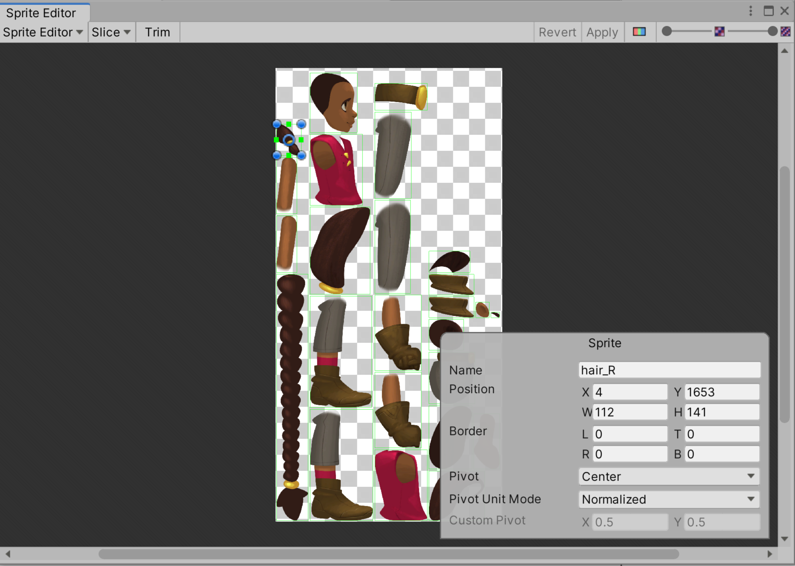 Sprite Editor
Sprite Editor Slice Trim Revert Apply
Sprite
Name hair_R
Position X 4 Y 1653
W 112 H 141
Border L 0 T 0
R 0 B 0
Pivot Center
Pivot Unit Mode Normalized
Custom Pivot X 0.5 Y 0.5